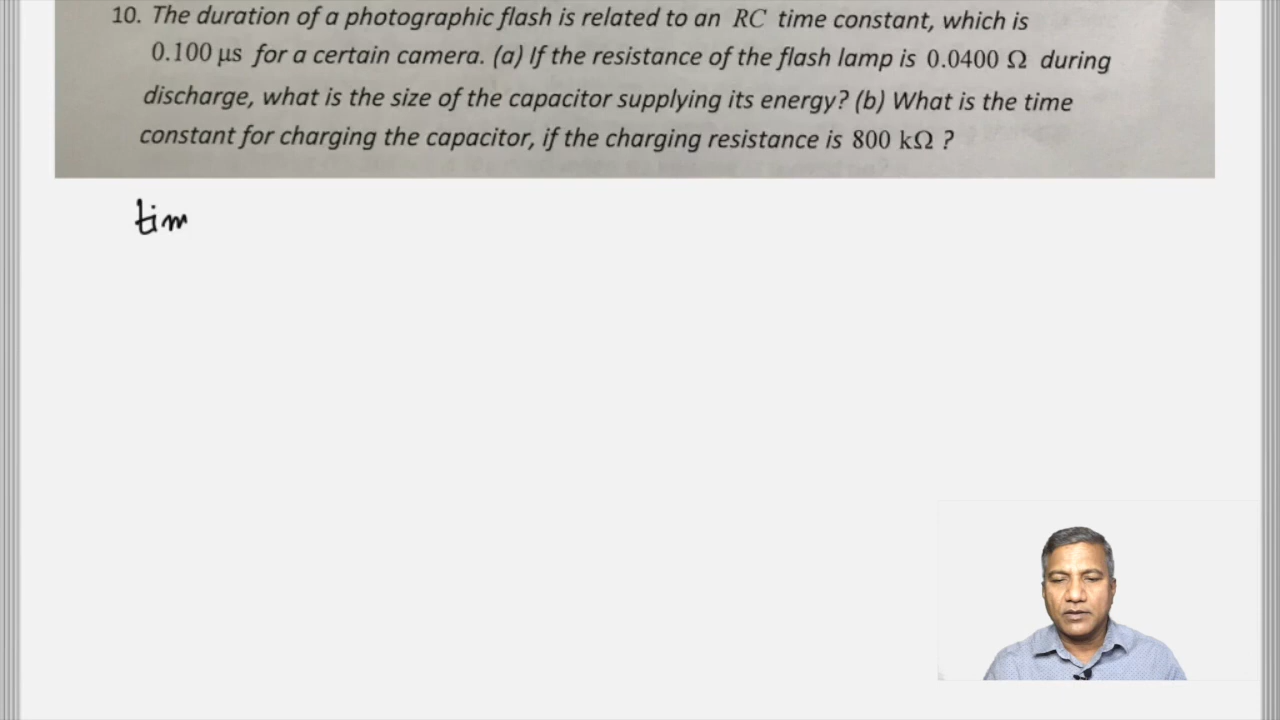 10. The duration of a photographic flash is related to an RC time constant, which is
0.100 μs for a certain camera. (a) If the resistance of the flash lamp is 0.0400 Ω during
discharge, what is the size of the capacitor supplying its energy? (b) What is the time
constant for charging the capacitor, if the charging resistance is 800 kΩ ?
tim